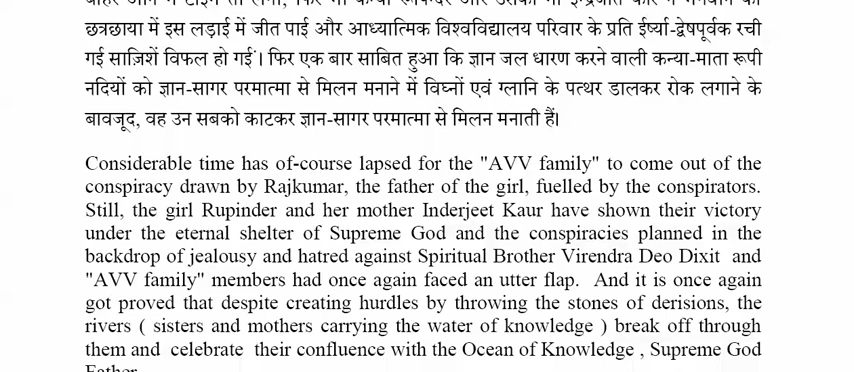 छत्रछाया में इस लड़ाई में जीत पाई और आध्यात्मिक विश्वविद्यालय परिवार के प्रति ईर्ष्या-द्वेषपूर्वक रची
गई साज़िशें विफल हो गईं। फिर एक बार साबित हुआ कि ज्ञान जल धारण करने वाली कन्या-माता रूपी
नदियों को ज्ञान-सागर परमात्मा से मिलन मनाने में विघ्नों एवं ग्लानि के पत्थर डालकर रोक लगाने के
बावजूद, वह उन सबको काटकर ज्ञान-सागर परमात्मा से मिलन मनाती हैं।
Considerable time has of-course lapsed for the "AVV family" to come out of the
conspiracy drawn by Rajkumar, the father of the girl, fuelled by the conspirators.
Still, the girl Rupinder and her mother Inderjeet Kaur have shown their victory
under the eternal shelter of Supreme God and the conspiracies planned in the
backdrop of jealousy and hatred against Spiritual Brother Virendra Deo Dixit and
"AVV family" members had once again faced an utter flap. And it is once again
got proved that despite creating hurdles by throwing the stones of derisions, the
rivers ( sisters and mothers carrying the water of knowledge ) break off through
them and celebrate their confluence with the Ocean of Knowledge , Supreme God